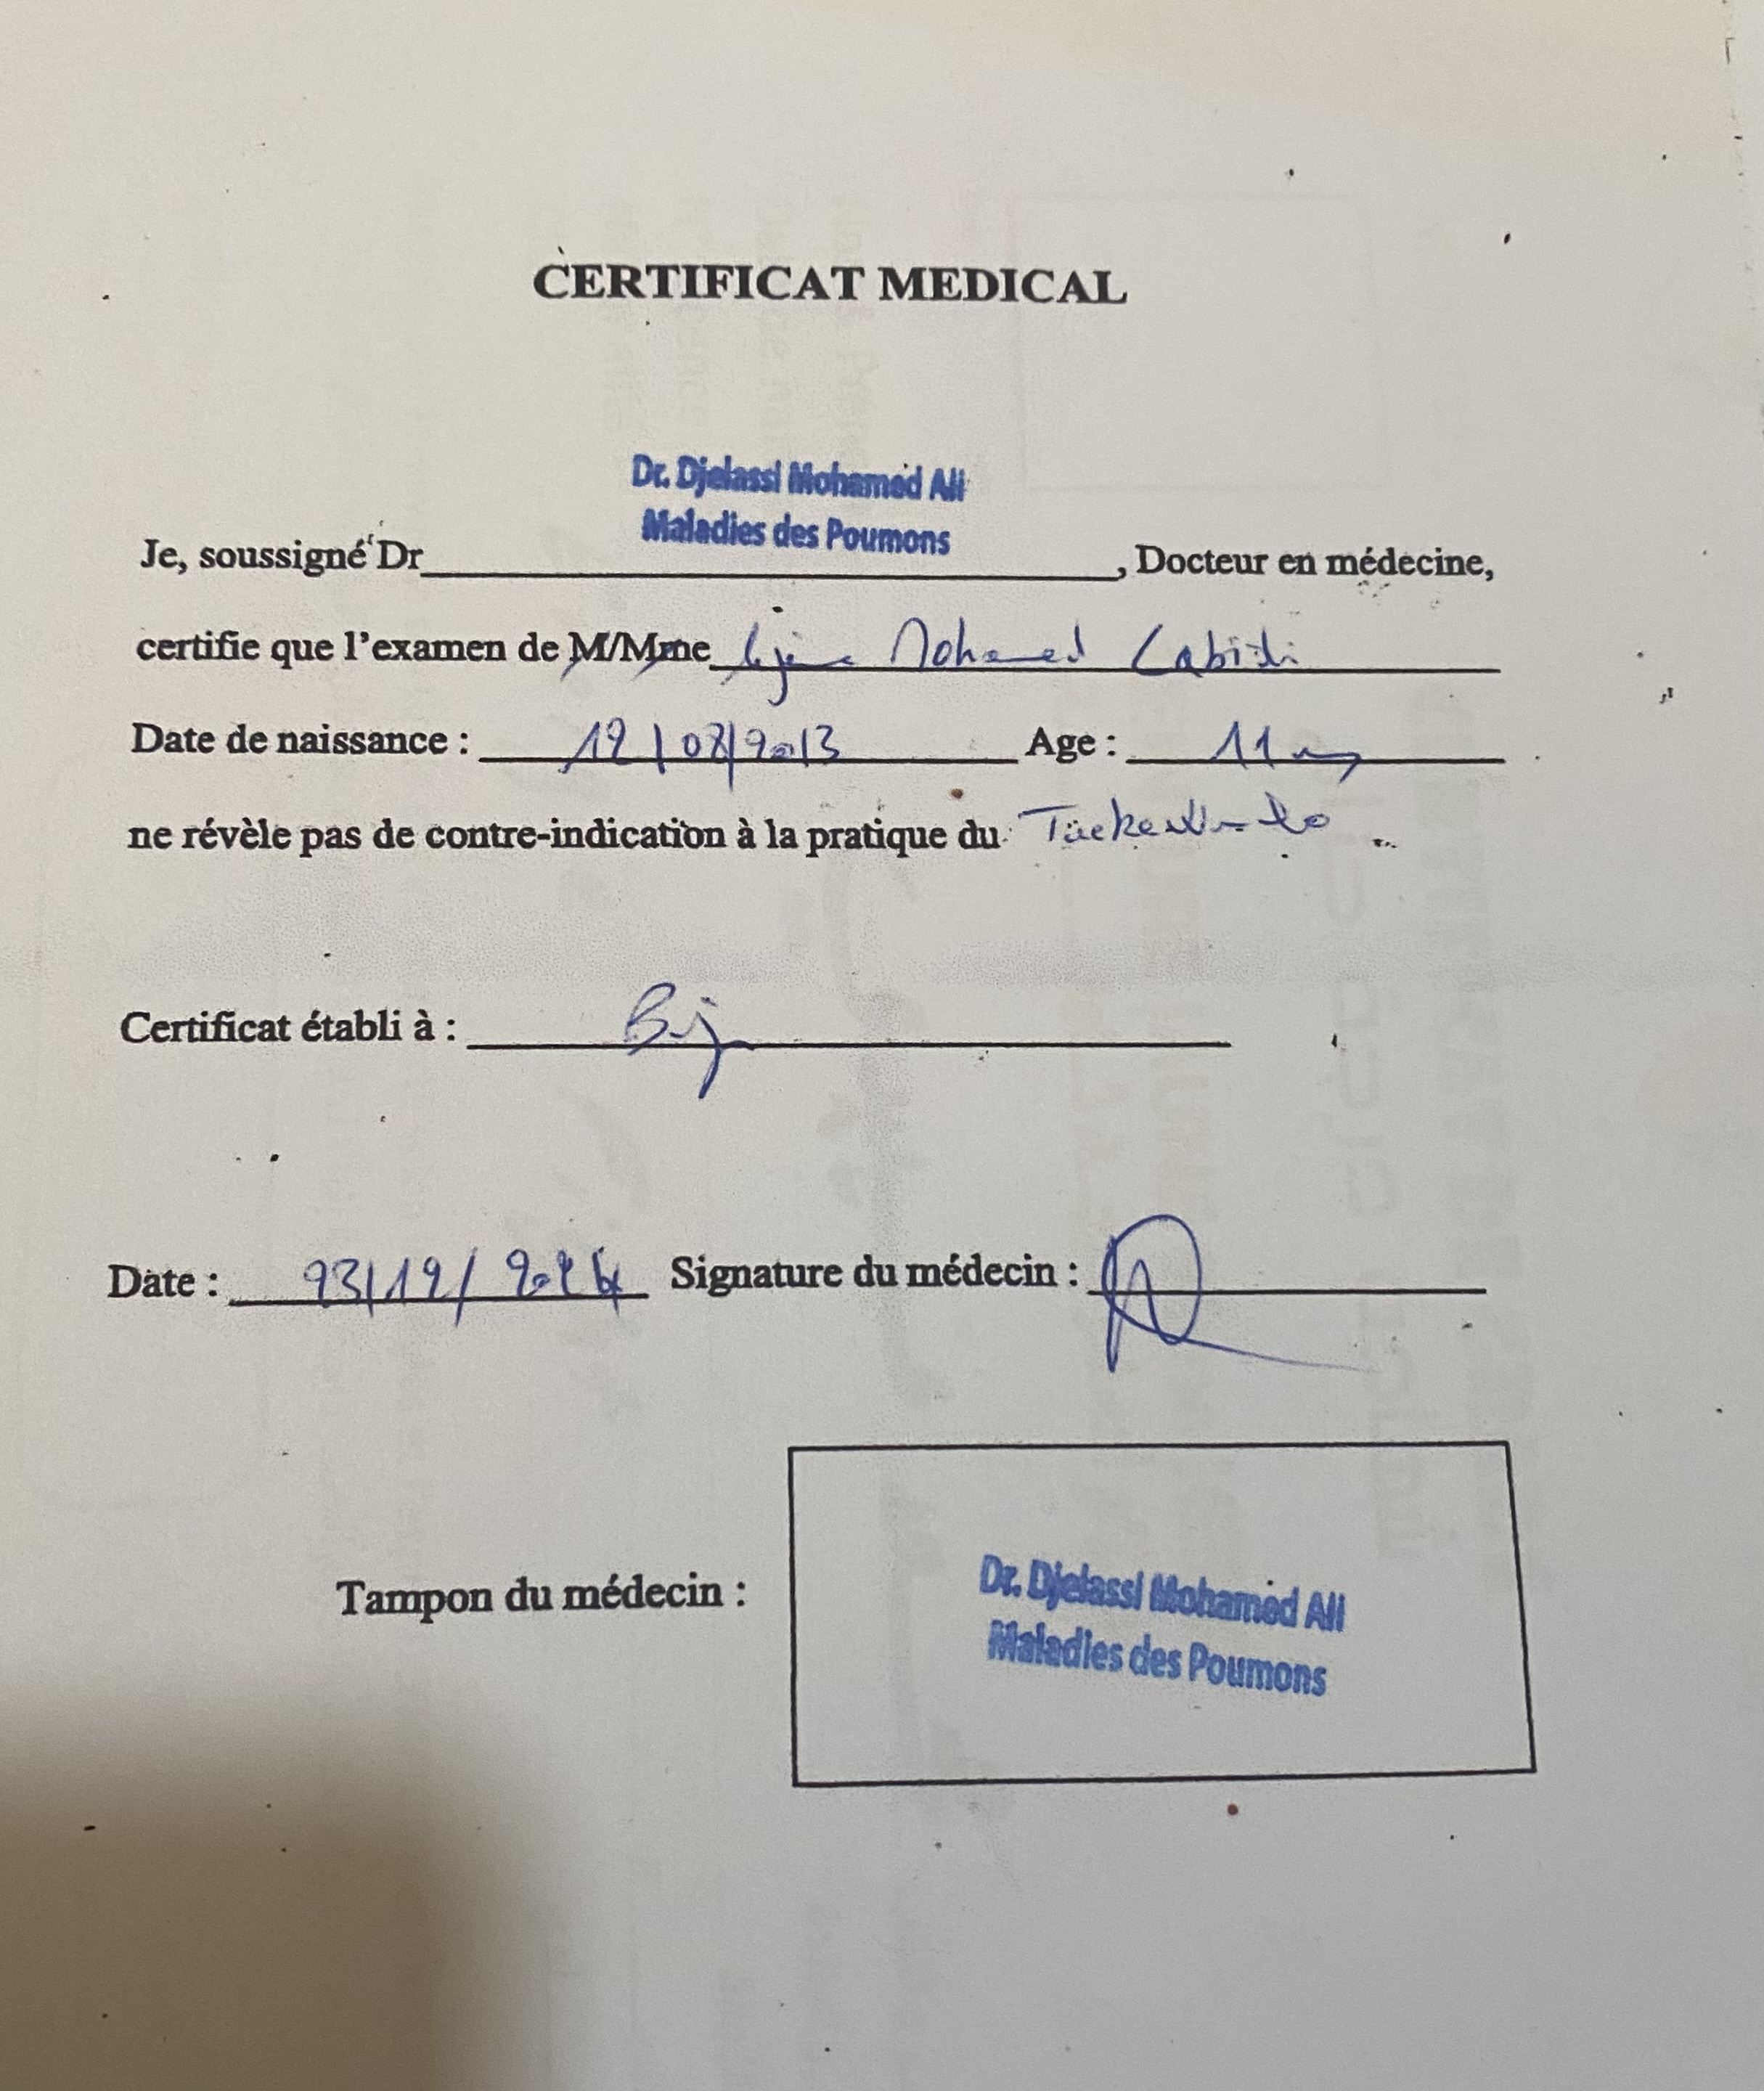 CERTIFICAT MEDICAL
Dr. Djelassi Mohamed Ali
Maladies des Poumons
Je, soussigné Dr , Docteur en médecine,
certifie que l'examen de M/Mme Mohamed Labidi
Date de naissance : 12/08/2013 Age : 11 ans
ne révèle pas de contre-indication à la pratique du Taekwondo
Certificat établi à :
Date : 23/12/2024 Signature du médecin :
Tampon du médecin :
Dr. Djelassi Mohamed Ali
Maladies des Poumons